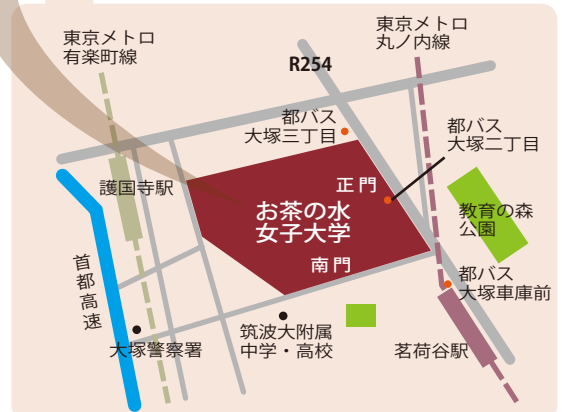 東京メトロ
有楽町線
東京メトロ
丸ノ内線
R254
都バス
大塚三丁目
都バス
大塚二丁目
護国寺駅
正門
お茶の水
女子大学
南門
教育の森
公園
首都高速
都バス
大塚車庫前
大塚警察署
筑波大附属
中学・高校
茗荷谷駅